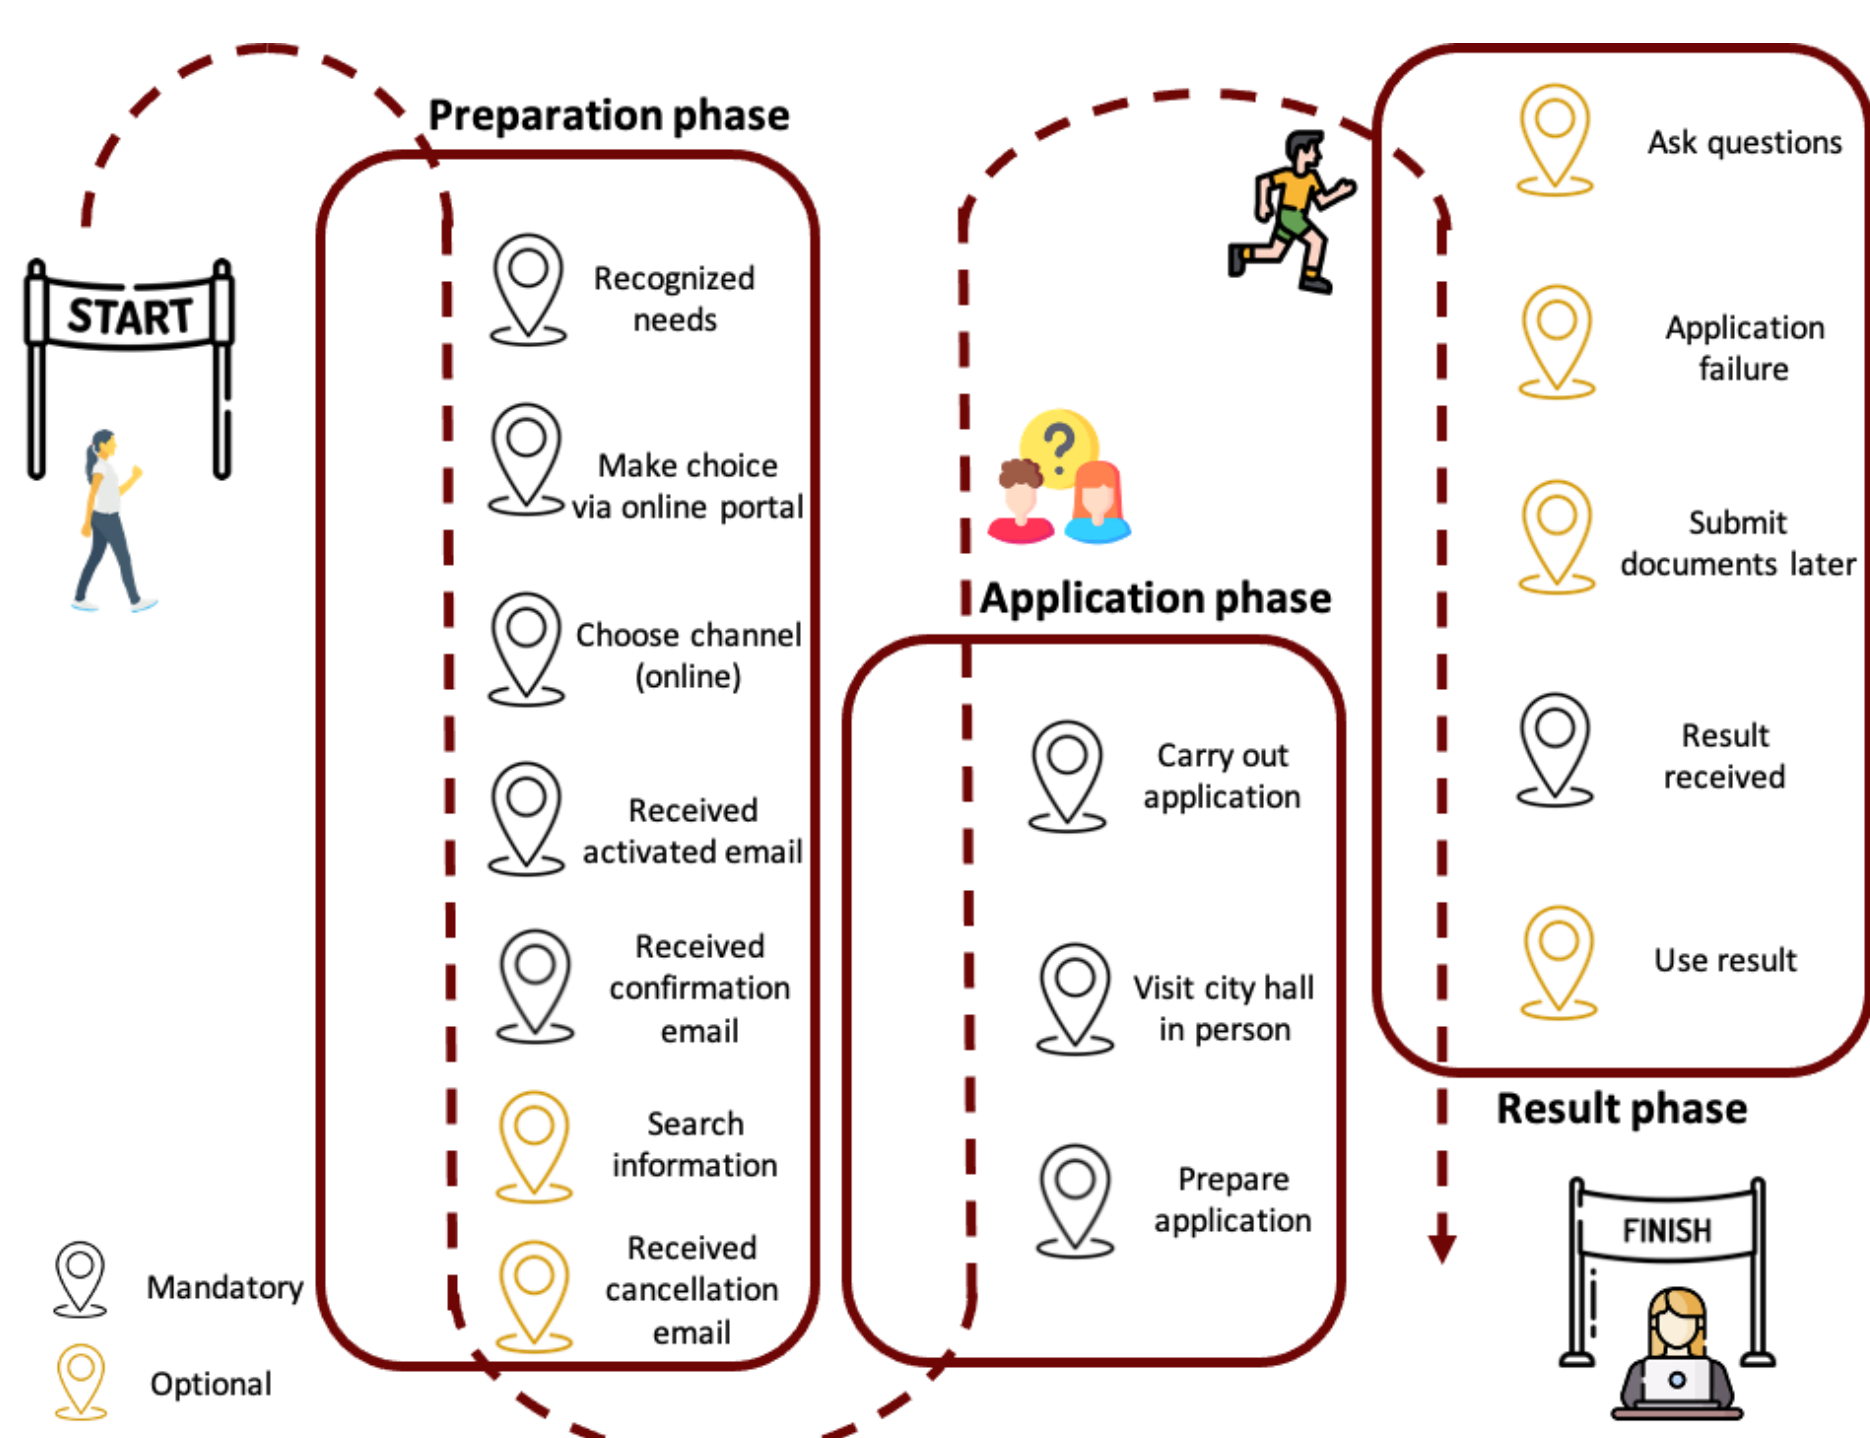 START
Preparation phase
Recognized
needs
Make choice
via online portal
Choose channel
(online)
Received
activated email
Received
confirmation
email
Search
information
Received
cancellation
email
Mandatory
Optional
?
Application phase
Carry out
application
Visit city hall
in person
Prepare
application
Ask questions
Application
failure
Submit
documents later
Result
received
Use result
Result phase
FINISH